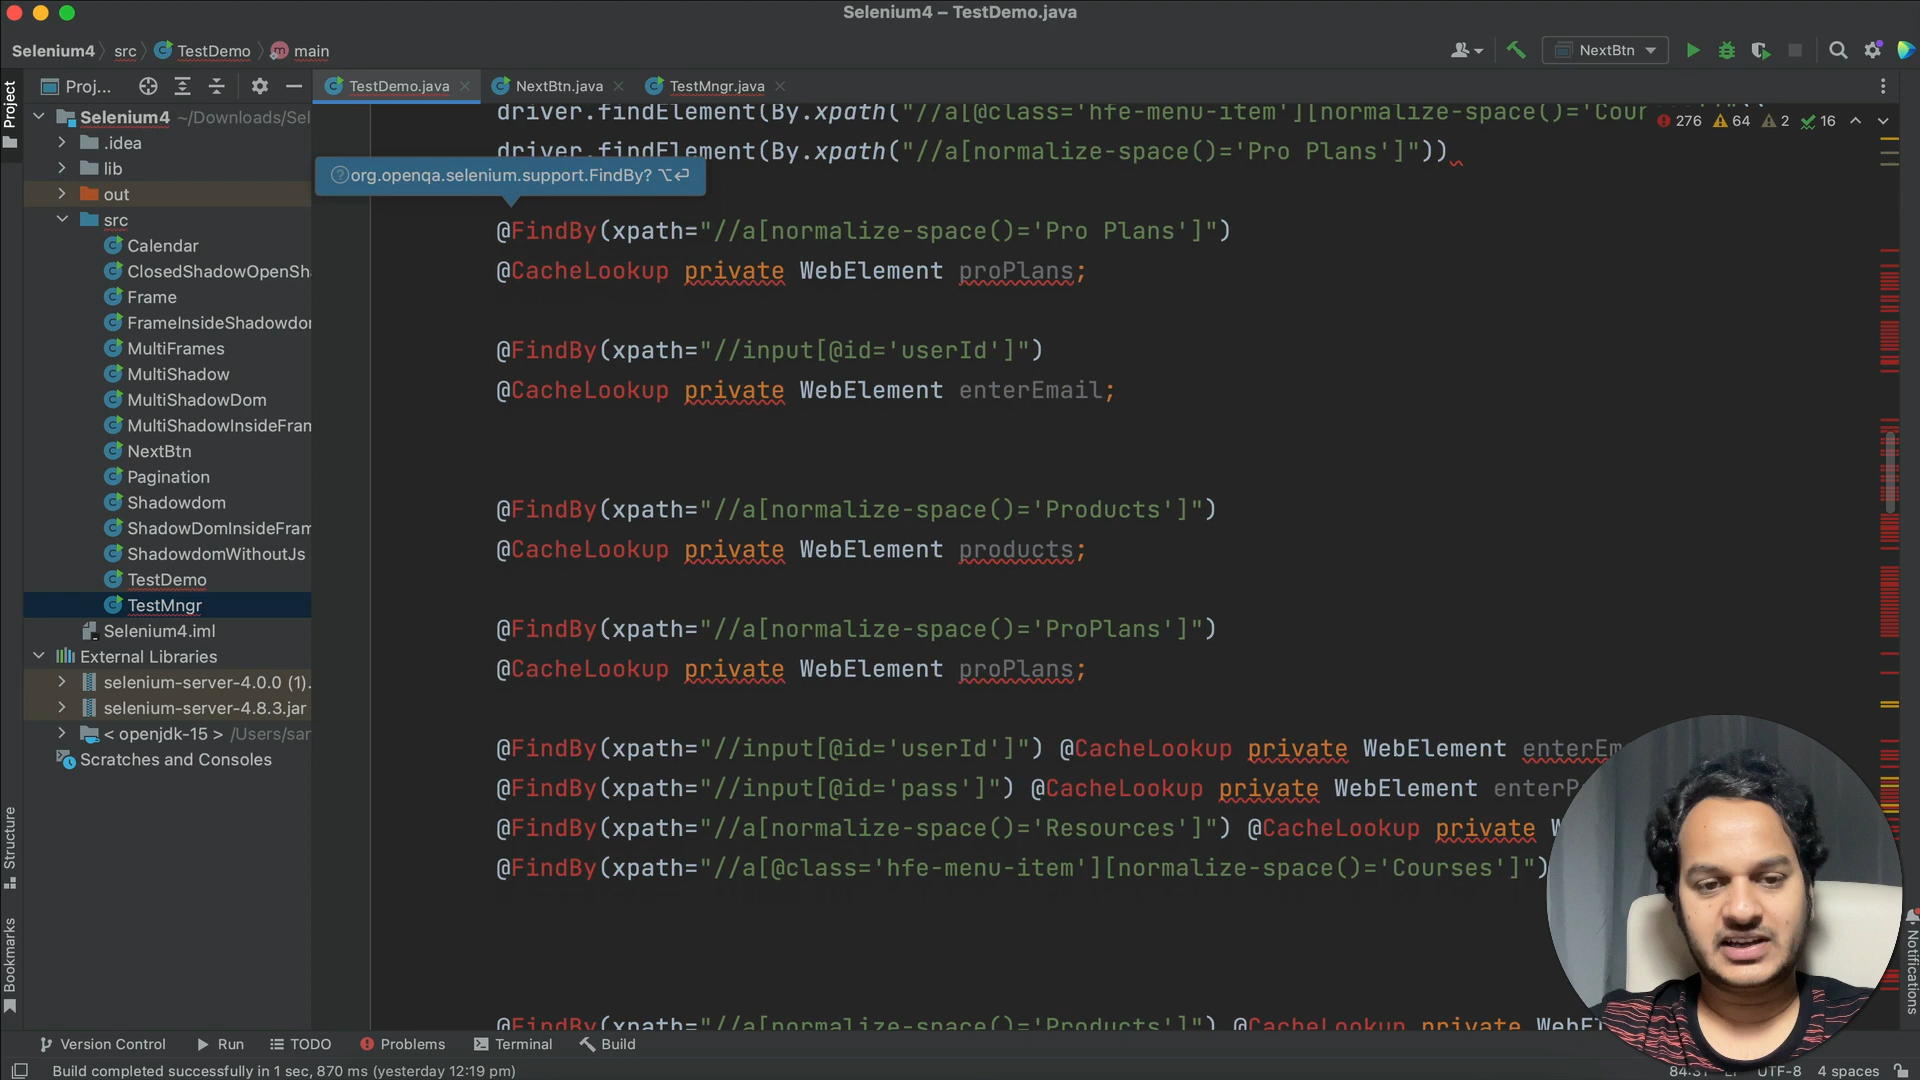 Selenium4 – TestDemo.java
Selenium4 src TestDemo main
NextBtn
Proj...
TestDemo.java
NextBtn.java
TestMngr.java
Project
Selenium4 ~/Downloads/Sel
.idea
lib
out
src
Calendar
ClosedShadowOpenSh
Frame
FrameInsideShadowdo
MultiFrames
MultiShadow
MultiShadowDom
MultiShadowInsideFram
NextBtn
Pagination
Shadowdom
ShadowDomInsideFram
ShadowdomWithoutJs
TestDemo
TestMngr
Selenium4.iml
External Libraries
selenium-server-4.0.0 (1).
selenium-server-4.8.3.jar
< openjdk-15 > /Users/sar
Scratches and Consoles
Structure
Bookmarks
driver.findElement(By.xpath("//a[@class='hfe-menu-item'][normalize-space()='Cour
276 64 2 16
driver.findElement(By.xpath("//a[normalize-space()='Pro Plans']"))
org.openqa.selenium.support.FindBy? ⌥⏎
@FindBy(xpath="//a[normalize-space()='Pro Plans']")
@CacheLookup private WebElement proPlans;
@FindBy(xpath="//input[@id='userId']")
@CacheLookup private WebElement enterEmail;
@FindBy(xpath="//a[normalize-space()='Products']")
@CacheLookup private WebElement products;
@FindBy(xpath="//a[normalize-space()='ProPlans']")
@CacheLookup private WebElement proPlans;
@FindBy(xpath="//input[@id='userId']") @CacheLookup private WebElement enterEm
@FindBy(xpath="//input[@id='pass']") @CacheLookup private WebElement enterP
@FindBy(xpath="//a[normalize-space()='Resources']") @CacheLookup private W
@FindBy(xpath="//a[@class='hfe-menu-item'][normalize-space()='Courses']")
@FindBy(xpath="//a[normalize-space()='Products']") @CacheLookup private WebEl
Notifications
Version Control
Run
TODO
Problems
Terminal
Build
Build completed successfully in 1 sec, 870 ms (yesterday 12:19 pm)
UTF-8 4 spaces